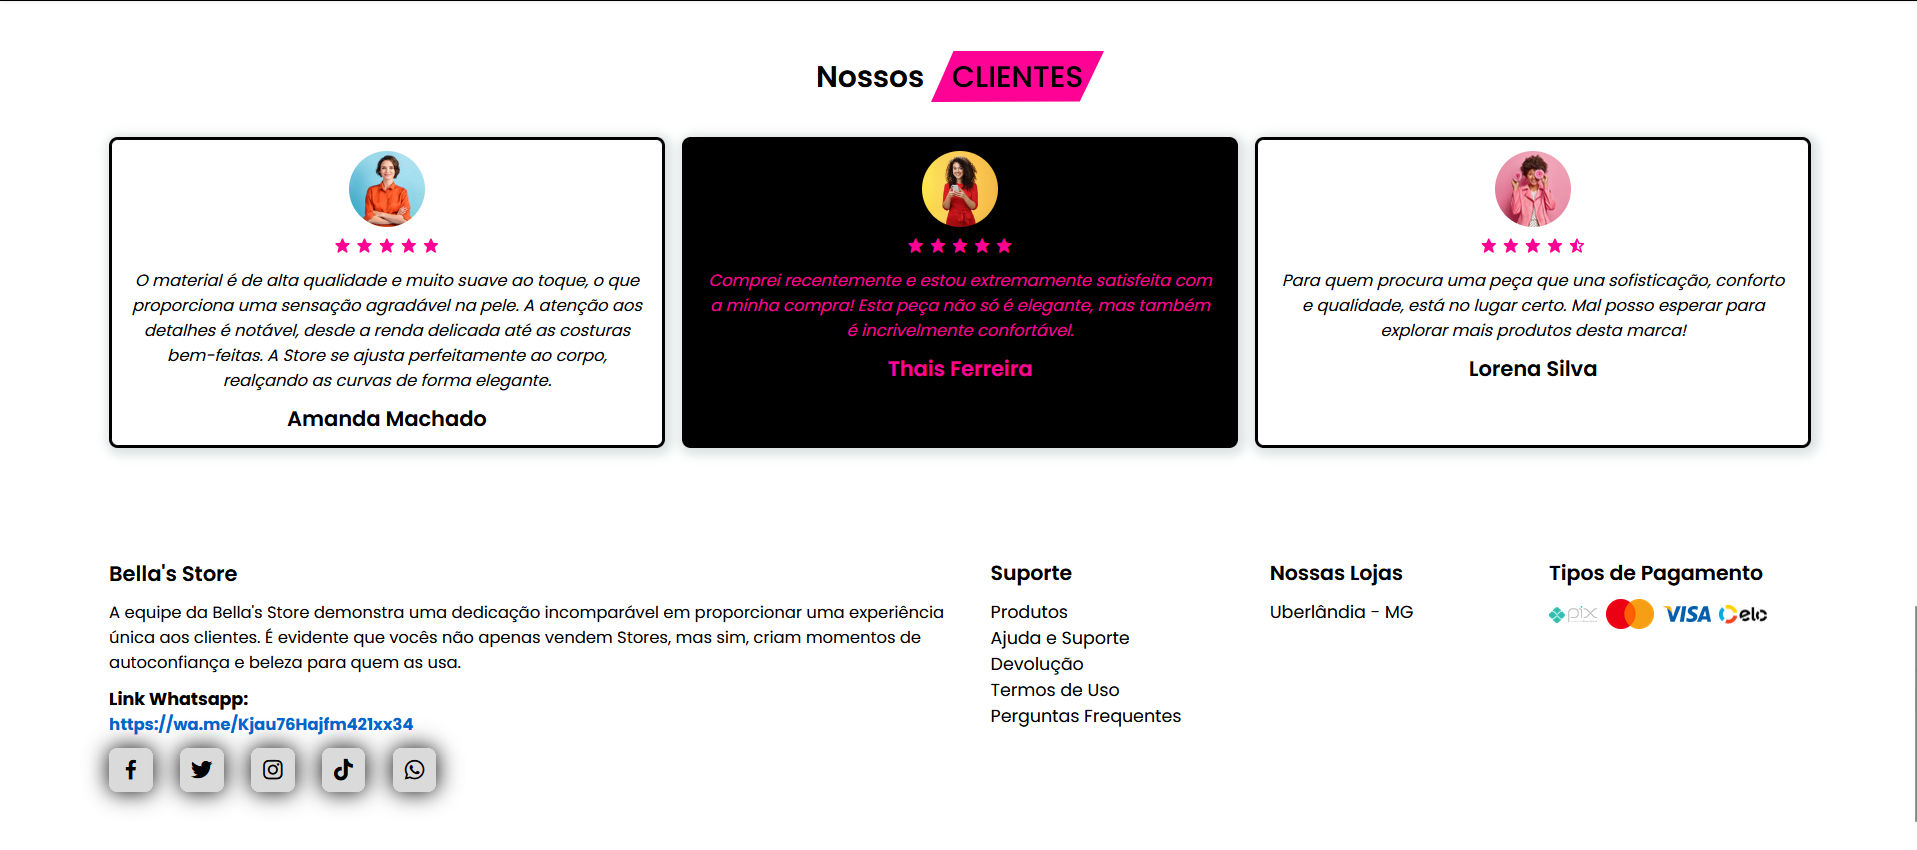 Nossos CLIENTES
O material é de alta qualidade e muito suave ao toque, o que
proporciona uma sensação agradável na pele. A atenção aos
detalhes é notável, desde a renda delicada até as costuras
bem-feitas. A Store se ajusta perfeitamente ao corpo,
realçando as curvas de forma elegante.
Amanda Machado
Comprei recentemente e estou extremamente satisfeita com
a minha compra! Esta peça não só é elegante, mas também
é incrivelmente confortável.
Thais Ferreira
Para quem procura uma peça que una sofisticação, conforto
e qualidade, está no lugar certo. Mal posso esperar para
explorar mais produtos desta marca!
Lorena Silva
Bella's Store
A equipe da Bella's Store demonstra uma dedicação incomparável em proporcionar uma experiência
única aos clientes. É evidente que vocês não apenas vendem Stores, mas sim, criam momentos de
autoconfiança e beleza para quem as usa.
Link Whatsapp:
https://wa.me/Kjau76Hajfm421xx34
Suporte
Produtos
Ajuda e Suporte
Devolução
Termos de Uso
Perguntas Frequentes
Nossas Lojas
Uberlândia - MG
Tipos de Pagamento
pix VISA elo